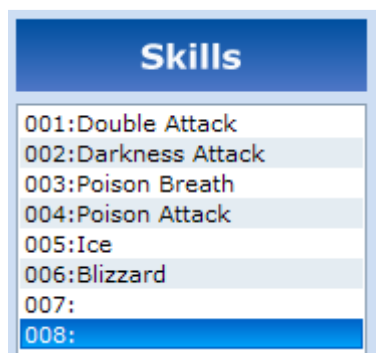 Skills
001:Double Attack
002:Darkness Attack
003:Poison Breath
004:Poison Attack
005:Ice
006:Blizzard
007:
008: